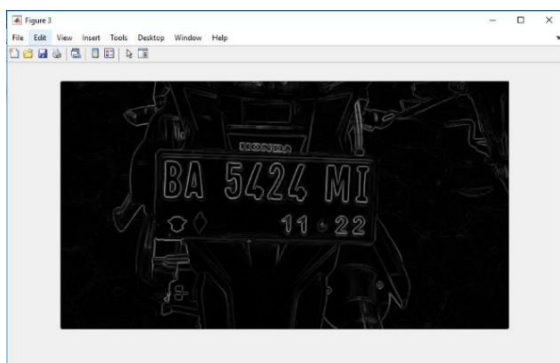 Figure 3
File Edit View Insert Tools Desktop Window Help
HONDA
BA 5424 MI
11 22